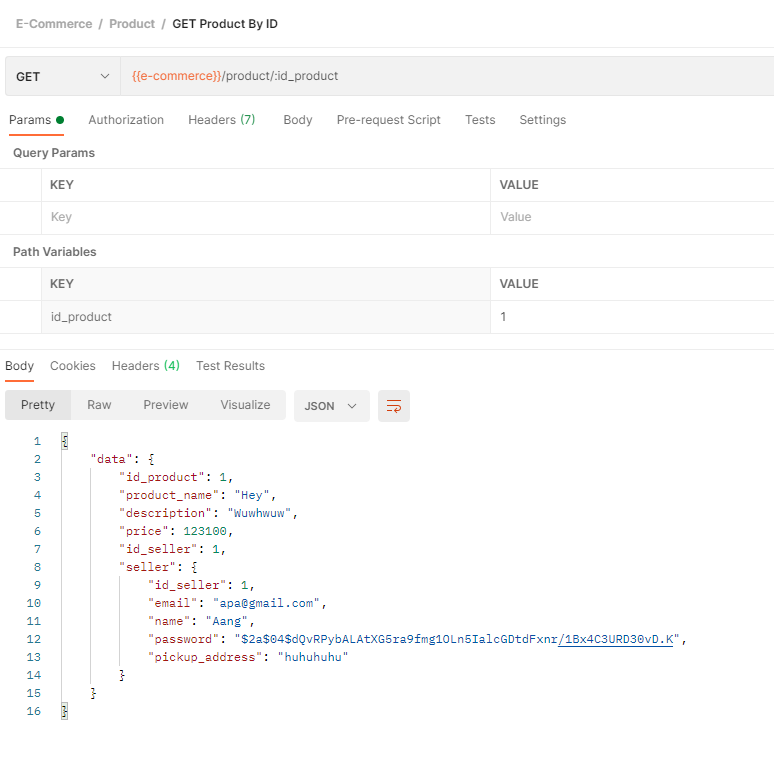 E-Commerce / Product / GET Product By ID
GET {{e-commerce}}/product/:id_product
Params Authorization Headers (7) Body Pre-request Script Tests Settings
Query Params
KEY VALUE
Key Value
Path Variables
KEY VALUE
id_product 1
Body Cookies Headers (4) Test Results
Pretty Raw Preview Visualize JSON
1 {
2 "data": {
3 "id_product": 1,
4 "product_name": "Hey",
5 "description": "Wuwhwuw",
6 "price": 123100,
7 "id_seller": 1,
8 "seller": {
9 "id_seller": 1,
10 "email": "apa@gmail.com",
11 "name": "Aang",
12 "password": "$2a$04$dQvRPybALAtXG5ra9fmg1OLn5IalcGDtdFxnr/1Bx4C3URD30vD.K",
13 "pickup_address": "huhuhuhu"
14 }
15 }
16 }